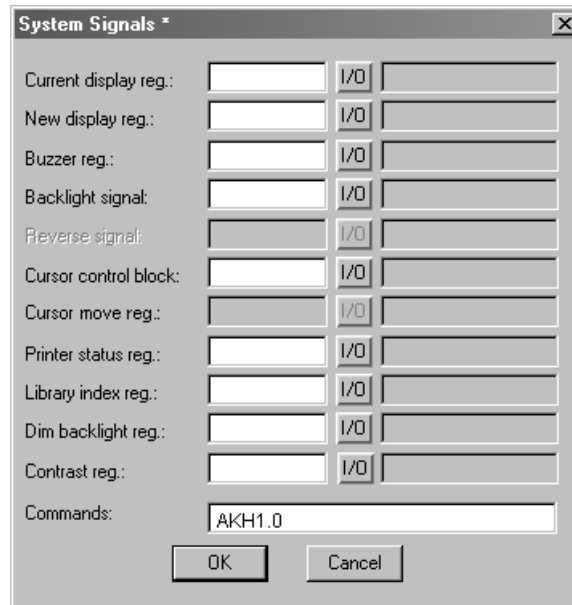 System Signals *
Current display reg.: I/O
New display reg.: I/O
Buzzer reg.: I/O
Backlight signal: I/O
Reverse signal: I/O
Cursor control block: I/O
Cursor move reg.: I/O
Printer status reg.: I/O
Library index reg.: I/O
Dim backlight reg.: I/O
Contrast reg.: I/O
Commands: AKH1.0
OK Cancel